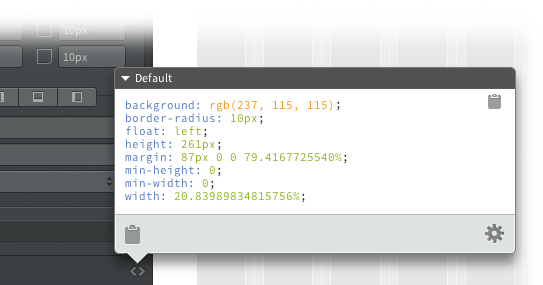 10px
10px
Default
background: rgb(237, 115, 115);
border-radius: 10px;
float: left;
height: 261px;
margin: 87px 0 0 79.4167725540%;
min-height: 0;
min-width: 0;
width: 20.83989834815756%;